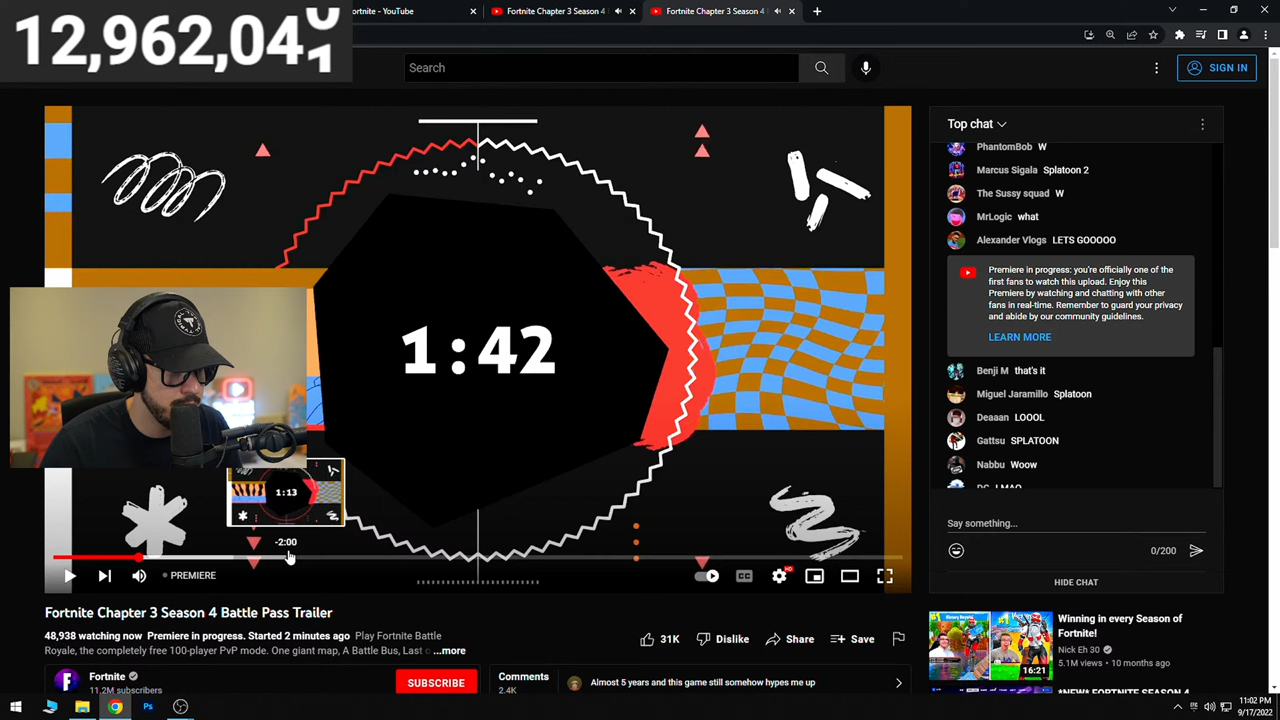 12,962,04
ortnite - YouTube
Fortnite Chapter 3 Season 4
Fortnite Chapter 3 Season 4
Search
SIGN IN
Top chat
PhantomBob W
Marcus Sigala Splatoon 2
The Sussy squad W
MrLogic what
Alexander Vlogs LETS GOOOOO
Premiere in progress: you're officially one of the
first fans to watch this upload. Enjoy this
Premiere by watching and chatting with other
fans in real-time. Remember to guard your privacy
and abide by our community guidelines.
LEARN MORE
Benji M that's it
Miguel Jaramillo Splatoon
Deaaan LOOOL
Gattsu SPLATOON
Nabbu Woow
Say something...
0/200
HIDE CHAT
1:42
1:13
-2:00
PREMIERE
HD
Fortnite Chapter 3 Season 4 Battle Pass Trailer
48,938 watching now Premiere in progress. Started 2 minutes ago Play Fortnite Battle
Royale, the completely free 100-player PvP mode. One giant map, A Battle Bus, Last o ...more
31K
Dislike
Share
Save
Fortnite
11.2M subscribers
SUBSCRIBE
Comments
2.4K
Almost 5 years and this game still somehow hypes me up
Winning in every Season of
Fortnite!
Nick Eh 30
5.1M views • 10 months ago
16:21
*NEW* FORTNITE SEASON 4
11:02 PM
9/17/2022